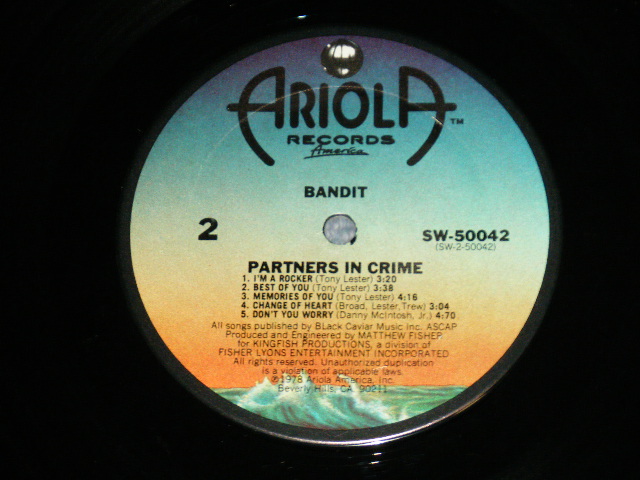 ARIOLA
TM
RECORDS
America
BANDIT
2
SW-50042
(SW-2-50042)
PARTNERS IN CRIME
1. I'M A ROCKER (Tony Lester) 3:20
2. BEST OF YOU (Tony Lester) 3:38
3. MEMORIES OF YOU (Tony Lester) 4:16
4. CHANGE OF HEART (Broad, Lester, Trew) 3:04
5. DON'T YOU WORRY (Danny McIntosh, Jr.) 4:70
All songs published by BLack Caviar Music Inc. ASCAP
Produced and Engineered by MATTHEW FISHER
for KINGFISH PRODUCTIONS, a division of
FISHER LYONS ENTERTAINMENT INCORPORATED
All rights reserved. Unauthorized duplication
is a violation of applicable laws.
©1978 Ariola America, Inc.
Beverly Hills, CA. 90211